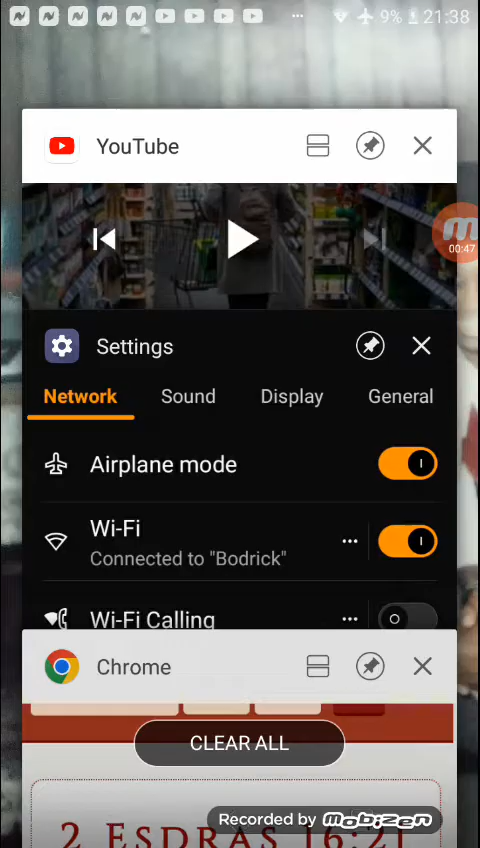 9% 21:38
YouTube
00:47
Settings
Network Sound Display General
Airplane mode
Wi-Fi
Connected to "Bodrick"
Wi-Fi Calling
Chrome
CLEAR ALL
Recorded by MOBIZEN
2 ESDRAS 16:21